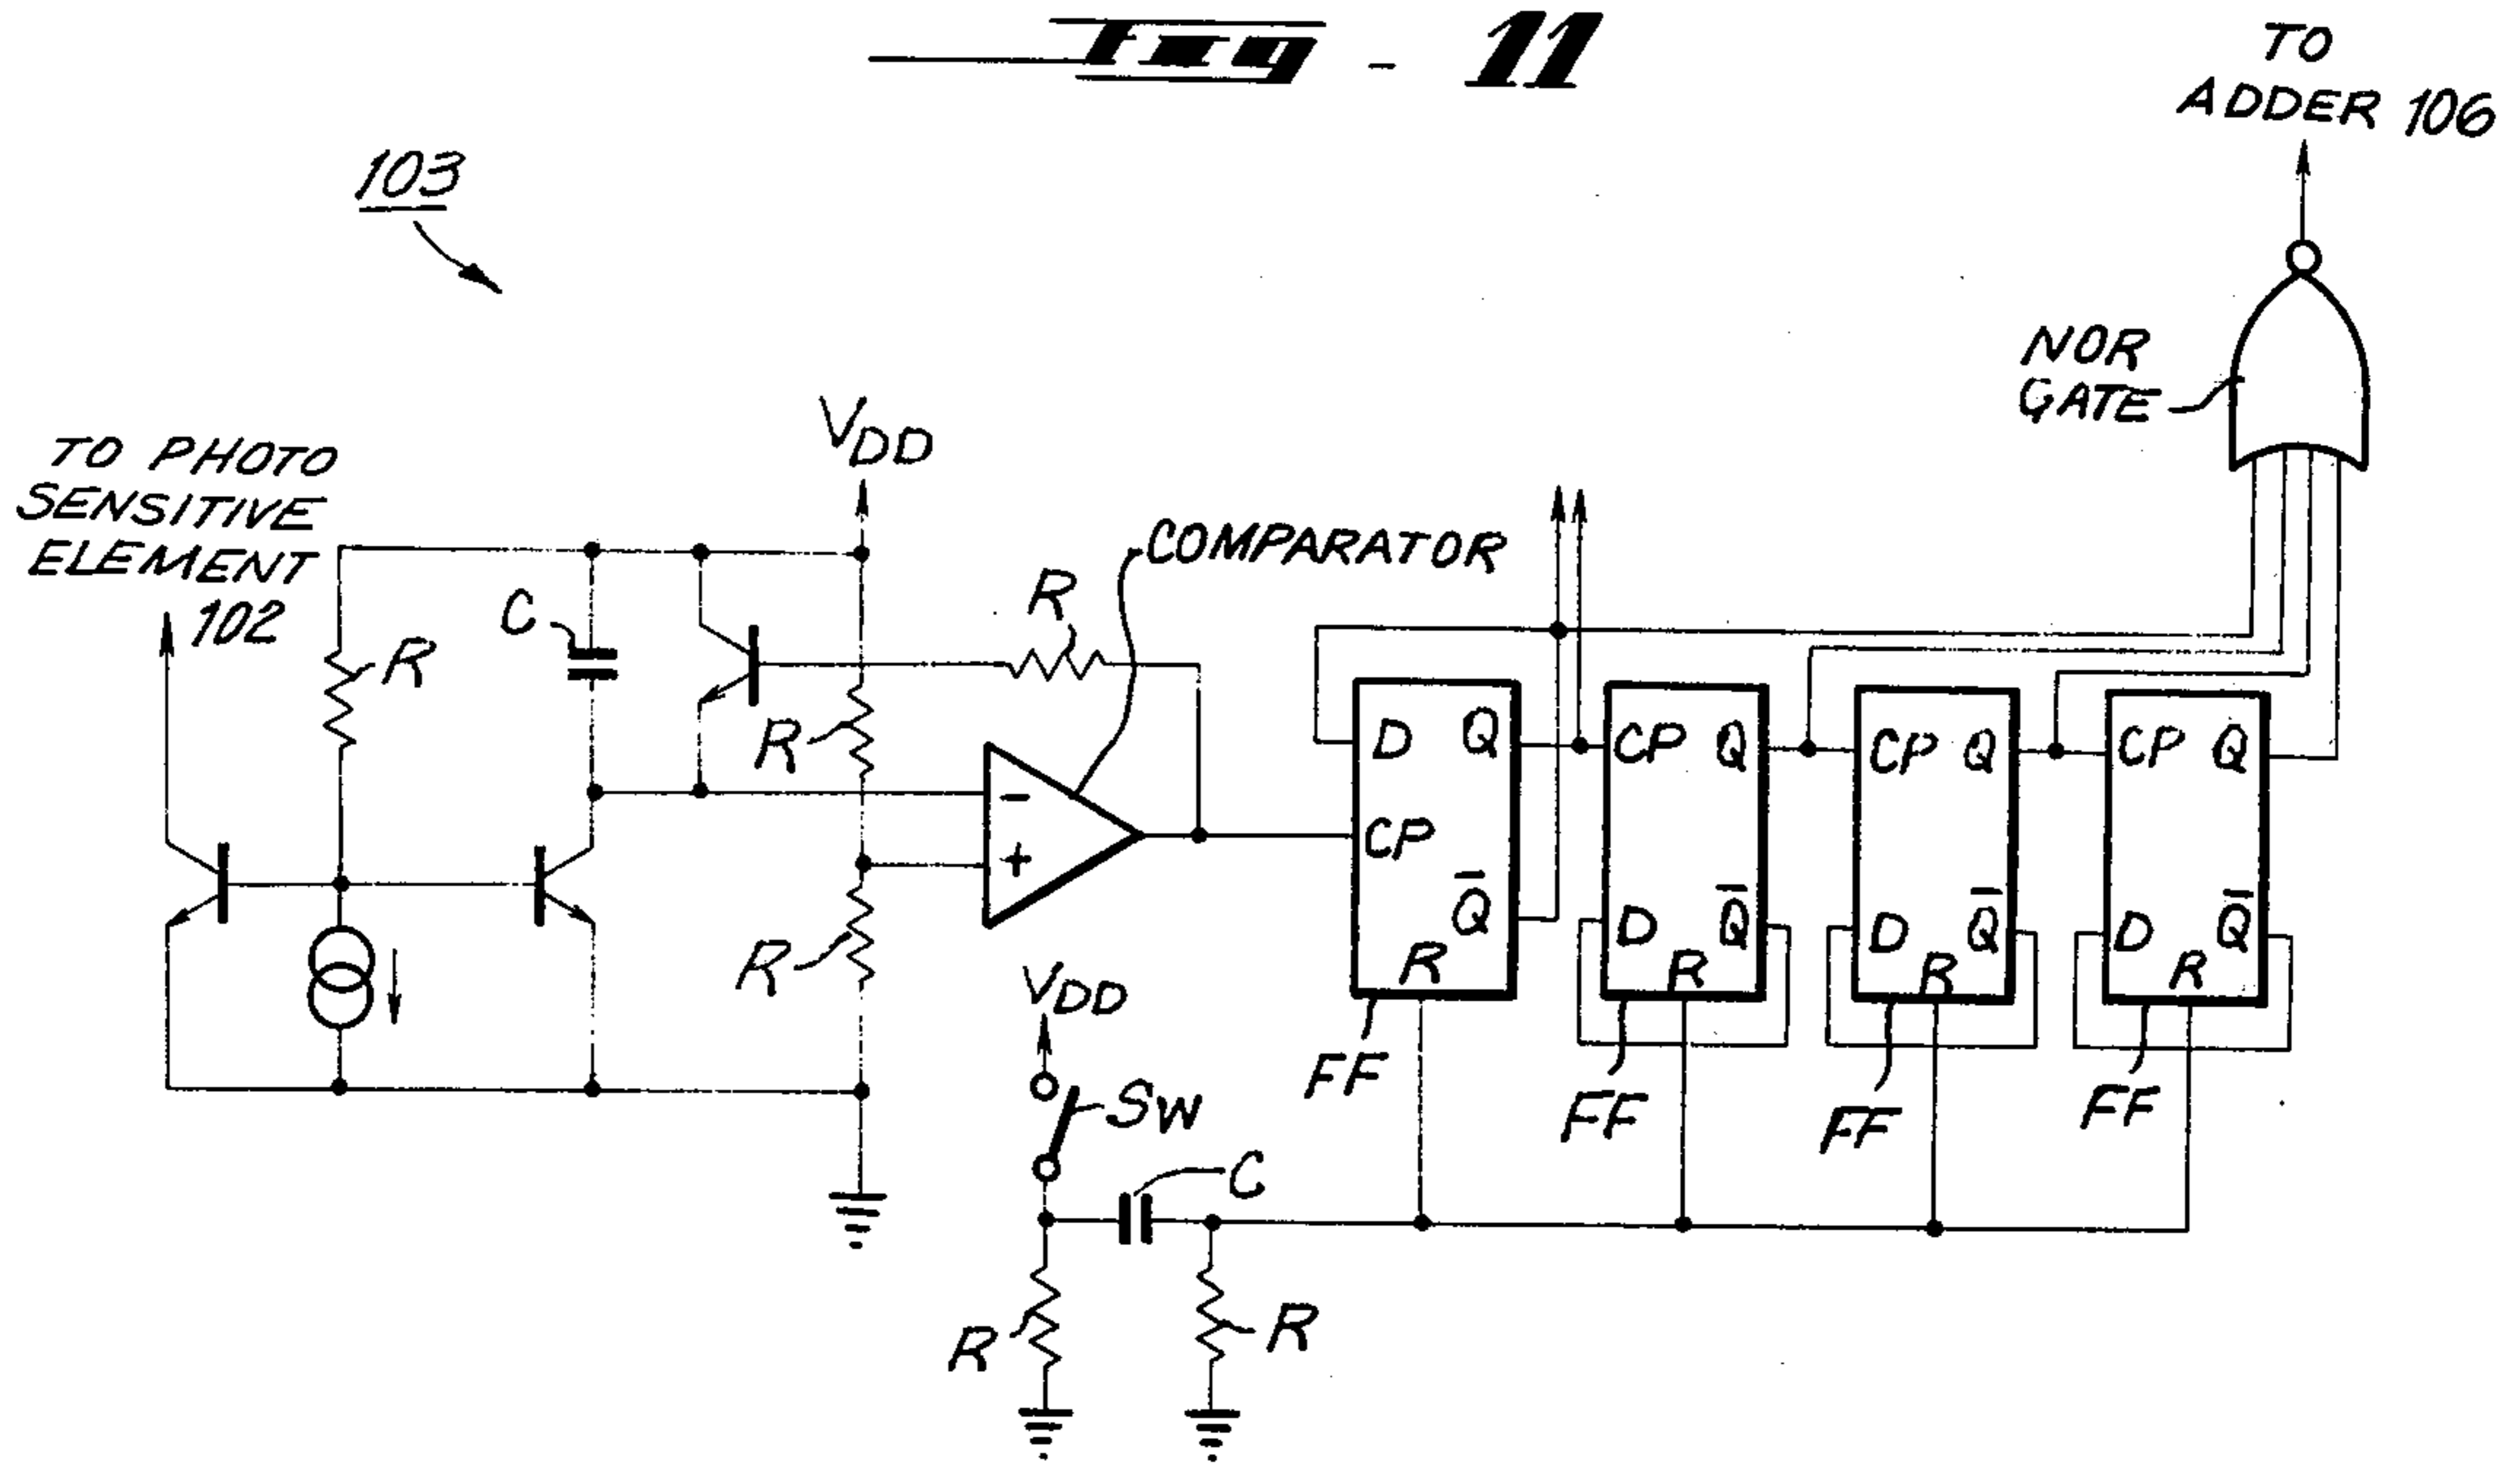 Fig - 11
TO
ADDER 106
103
NOR
GATE
VDD
TO PHOTO
SENSITIVE
ELEMENT
102
COMPARATOR
C
R
R
R
R
-
+
D Q
CP
Q̅
R
CP Q
D Q̅
R
CP Q
D Q̅
R
CP Q
D Q̅
R
FF
FF
FF
FF
VDD
SW
C
R
R